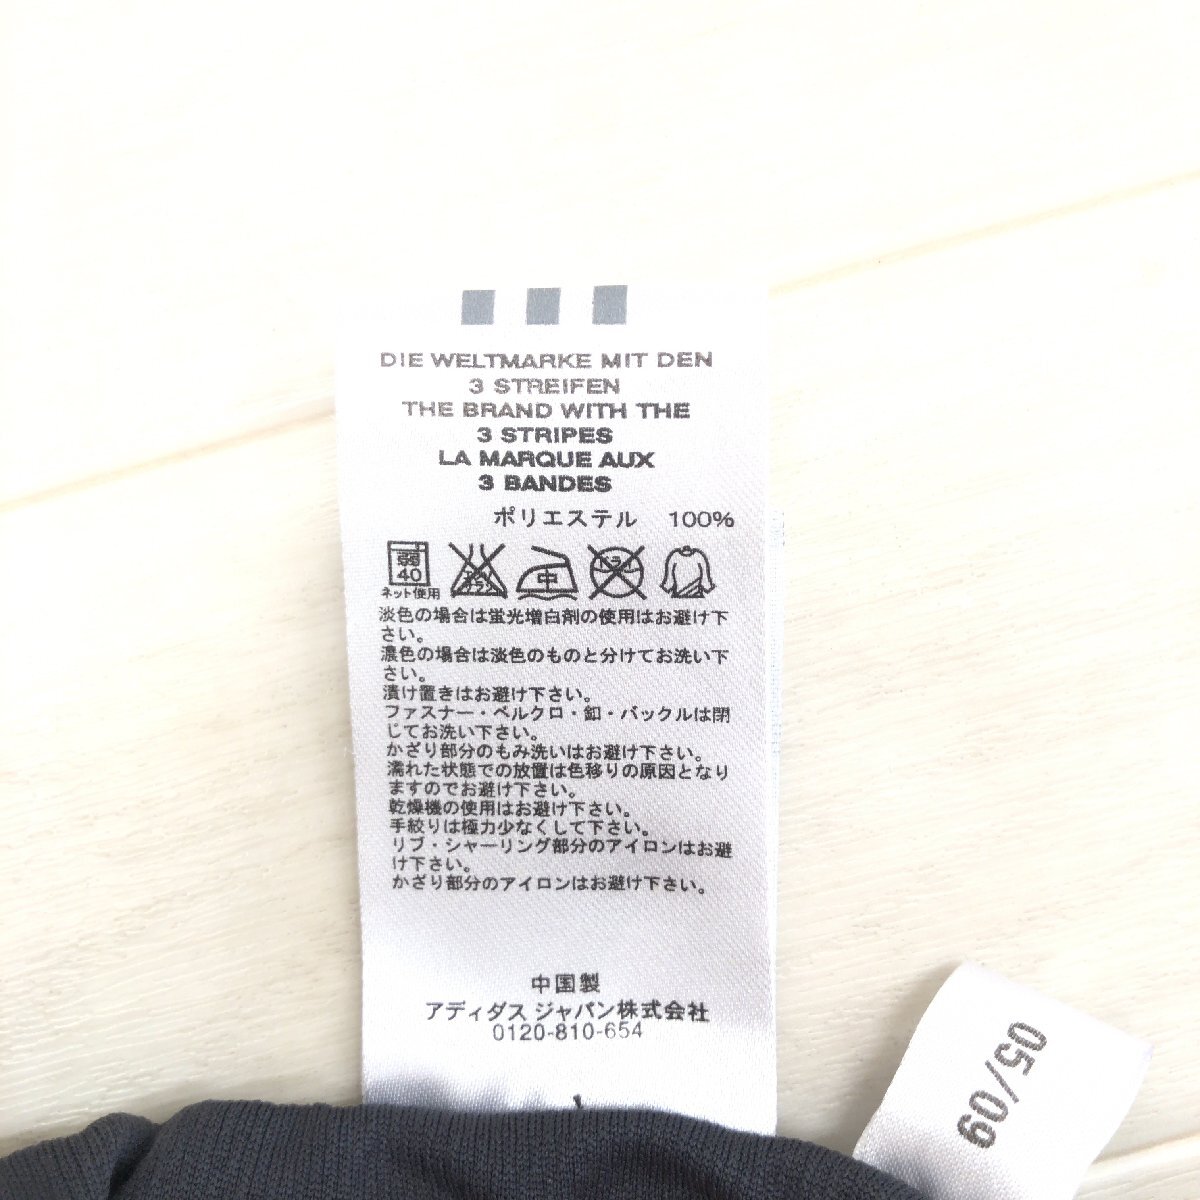 DIE WELTMARKE MIT DEN
3 STREIFEN
THE BRAND WITH THE
3 STRIPES
LA MARQUE AUX
3 BANDES
ポリエステル 100%
弱
40
ネット使用
エンソ
ナラシ
中
ドライ
淡色の場合は蛍光増白剤の使用はお避け下
さい。
濃色の場合は淡色のものと分けてお洗い下
さい。
漬け置きはお避け下さい。
ファスナー・ベルクロ・釦・バックルは閉
じてお洗い下さい。
かざり部分のもみ洗いはお避け下さい。
濡れた状態での放置は色移りの原因となり
ますのでお避け下さい。
乾燥機の使用はお避け下さい。
手絞りは極力少なくして下さい。
リブ・シャーリング部分のアイロンはお避
け下さい。
かざり部分のアイロンはお避け下さい。
中国製
アディダス ジャパン株式会社
0120-810-654
05/09